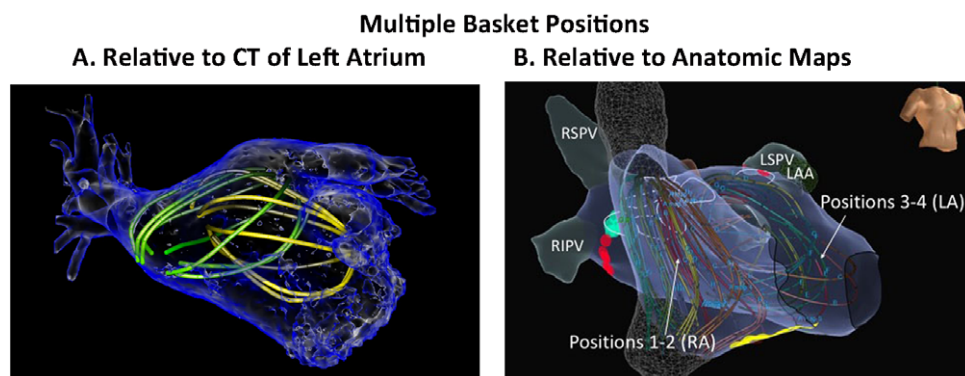 Multiple Basket Positions
A. Relative to CT of Left Atrium
B. Relative to Anatomic Maps
RSPV
LSPV
LAA
Positions 3-4 (LA)
RIPV
Positions 1-2 (RA)